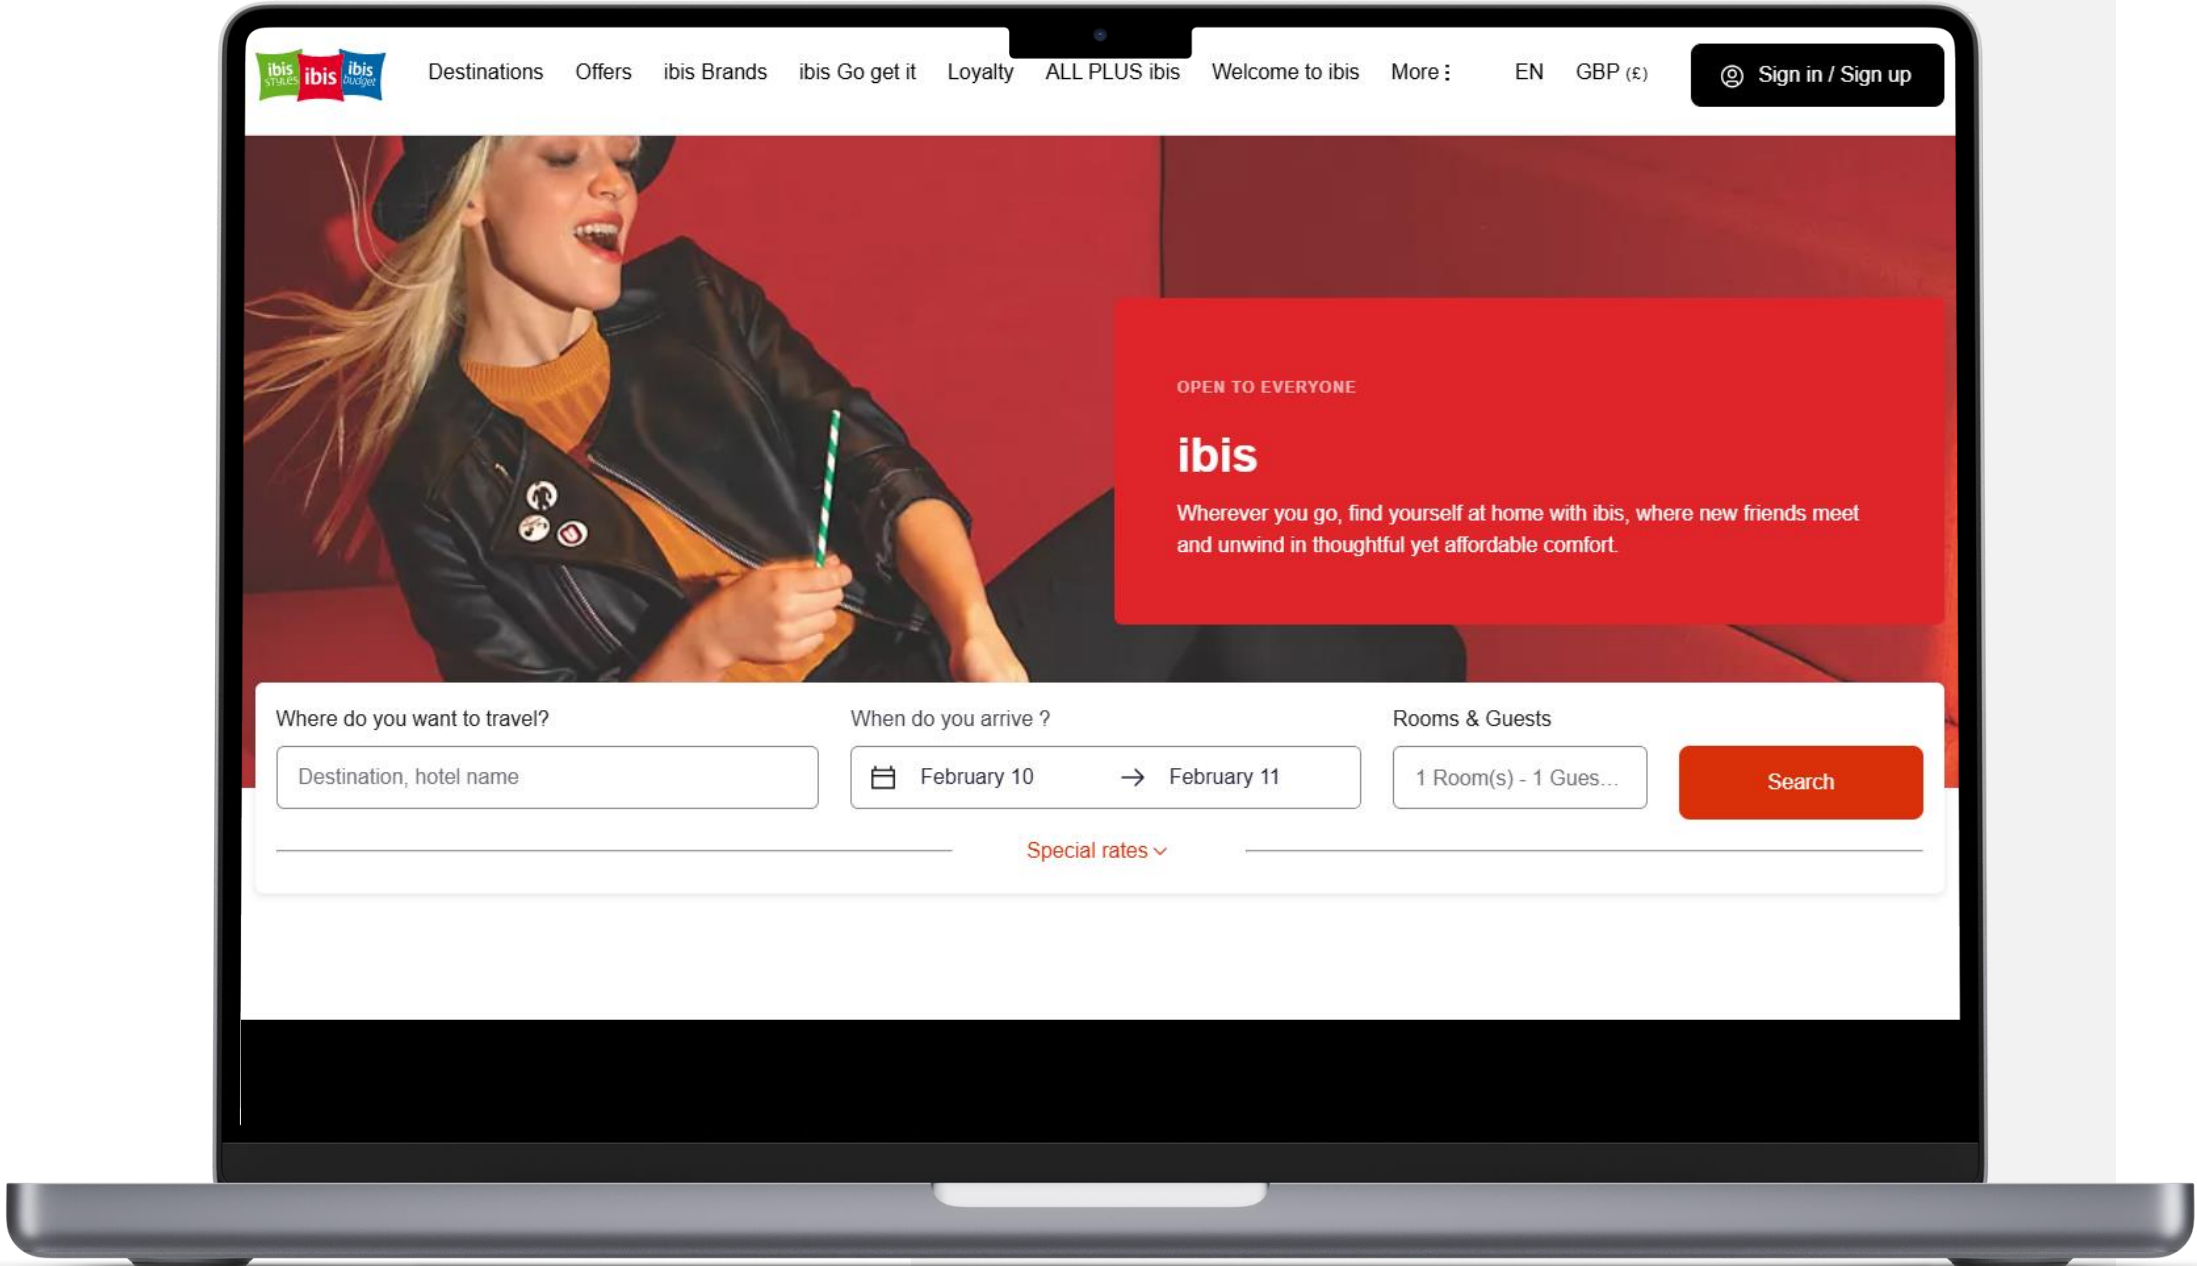 ibis STYLES ibis ibis budget
Destinations Offers ibis Brands ibis Go get it Loyalty ALL PLUS ibis Welcome to ibis More EN GBP (£) Sign in / Sign up
OPEN TO EVERYONE
ibis
Wherever you go, find yourself at home with ibis, where new friends meet
and unwind in thoughtful yet affordable comfort.
Where do you want to travel? When do you arrive ? Rooms & Guests
Destination, hotel name February 10 → February 11 1 Room(s) - 1 Gues... Search
Special rates